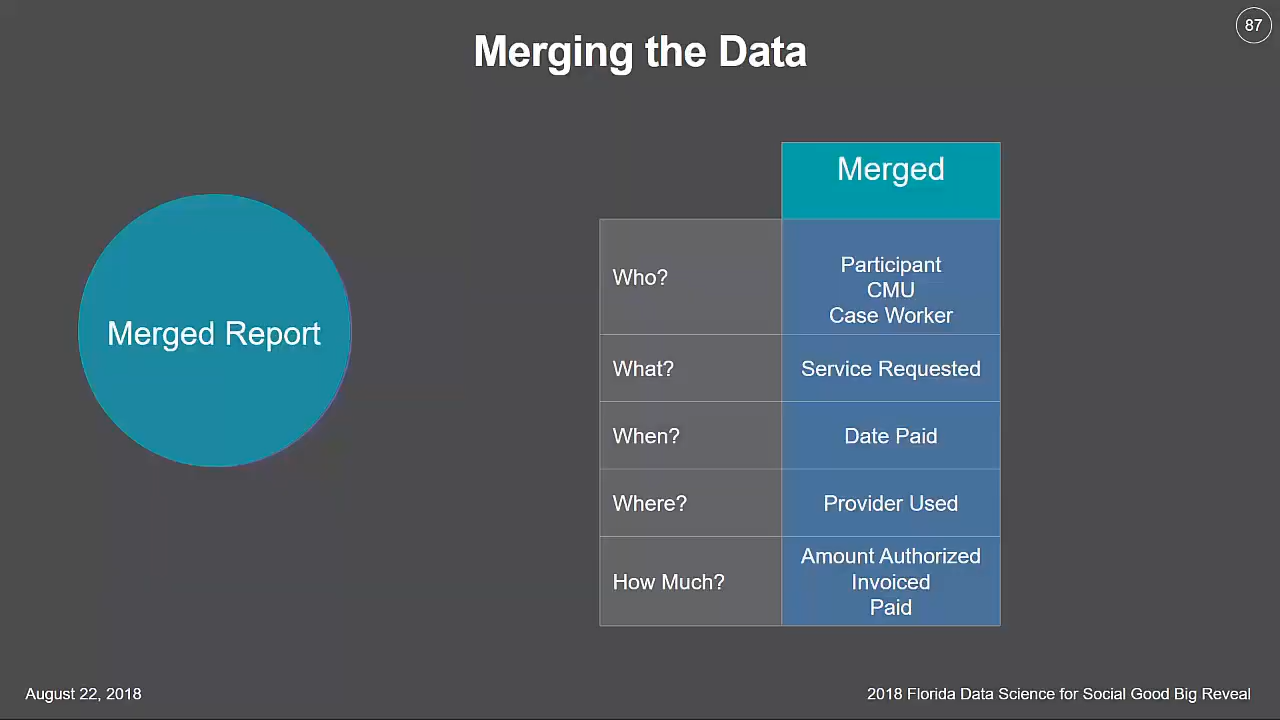 87
Merging the Data
Merged
Merged Report
Who?
Participant
CMU
Case Worker
What?
Service Requested
When?
Date Paid
Where?
Provider Used
How Much?
Amount Authorized
Invoiced
Paid
August 22, 2018
2018 Florida Data Science for Social Good Big Reveal